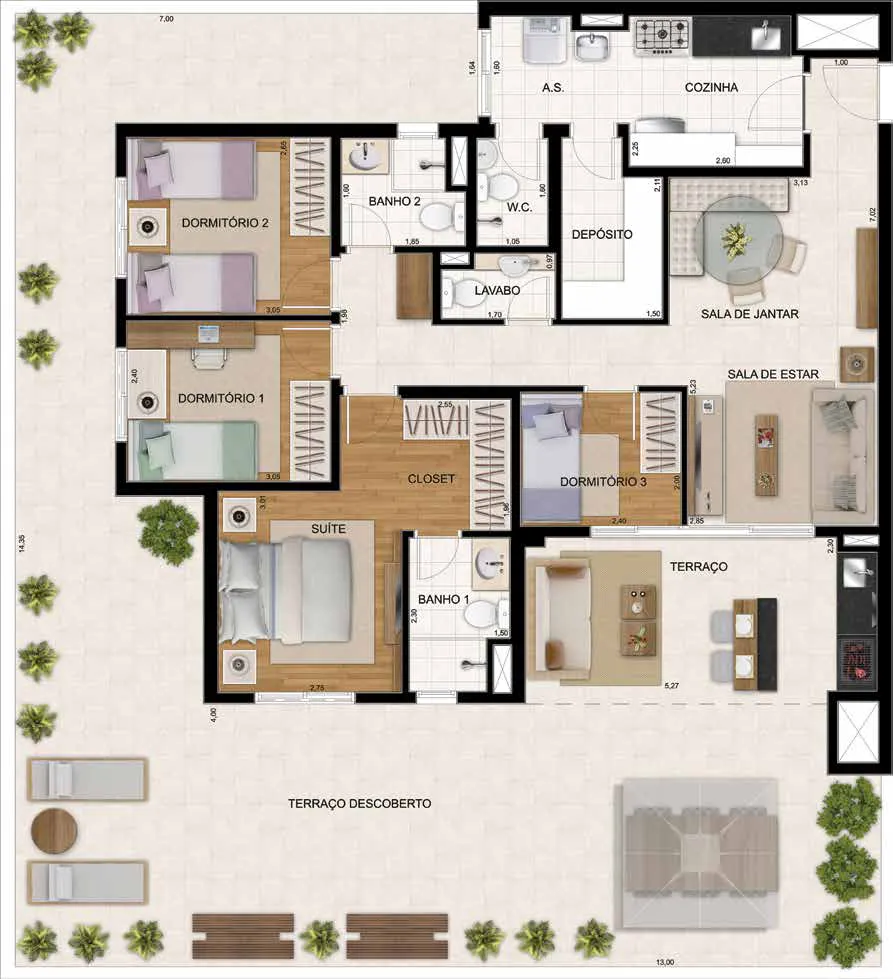 7,00
1,00
1,64
1,60
A.S.
COZINHA
2,65
2,25
2,60
1,60
BANHO 2
1,60
W.C.
2,11
3,13
7,02
DORMITÓRIO 2
DEPÓSITO
1,65
1,05
0,97
LAVABO
3,05
1,98
1,70
1,50
SALA DE JANTAR
2,40
SALA DE ESTAR
5,23
DORMITÓRIO 1
2,55
3,05
CLOSET
DORMITÓRIO 3
2,00
3,01
1,96
SUÍTE
2,40
2,85
14,35
2,30
TERRAÇO
BANHO 1
2,30
1,50
2,75
5,27
4,00
TERRAÇO DESCOBERTO
13,00